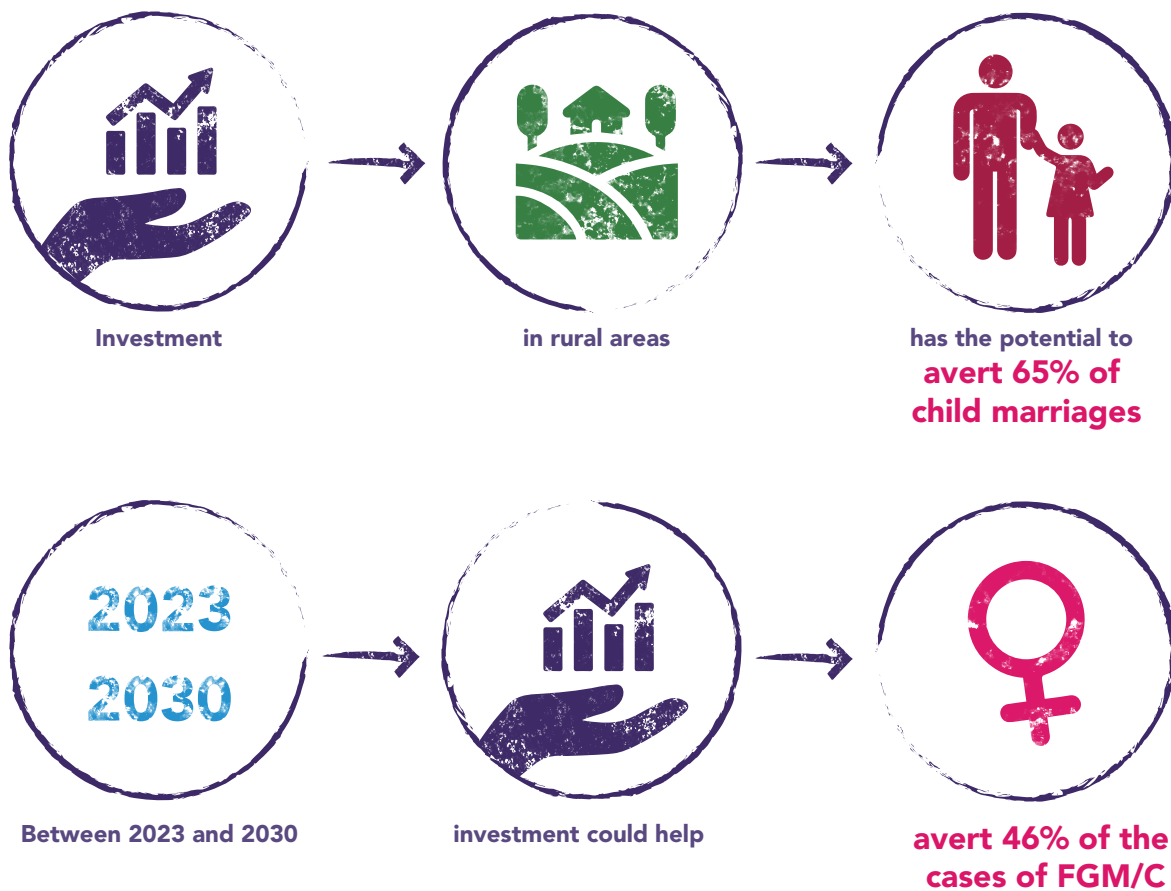 Investment
in rural areas
has the potential to
avert 65% of
child marriages
2023
2030
Between 2023 and 2030
investment could help
avert 46% of the
cases of FGM/C